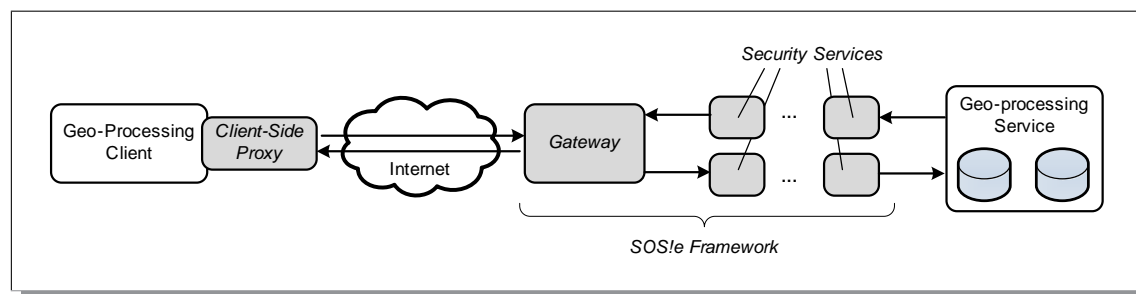 Security Services
Geo-Processing
Client
Client-Side
Proxy
Internet
Gateway
...
...
Geo-processing
Service
SOS!e Framework